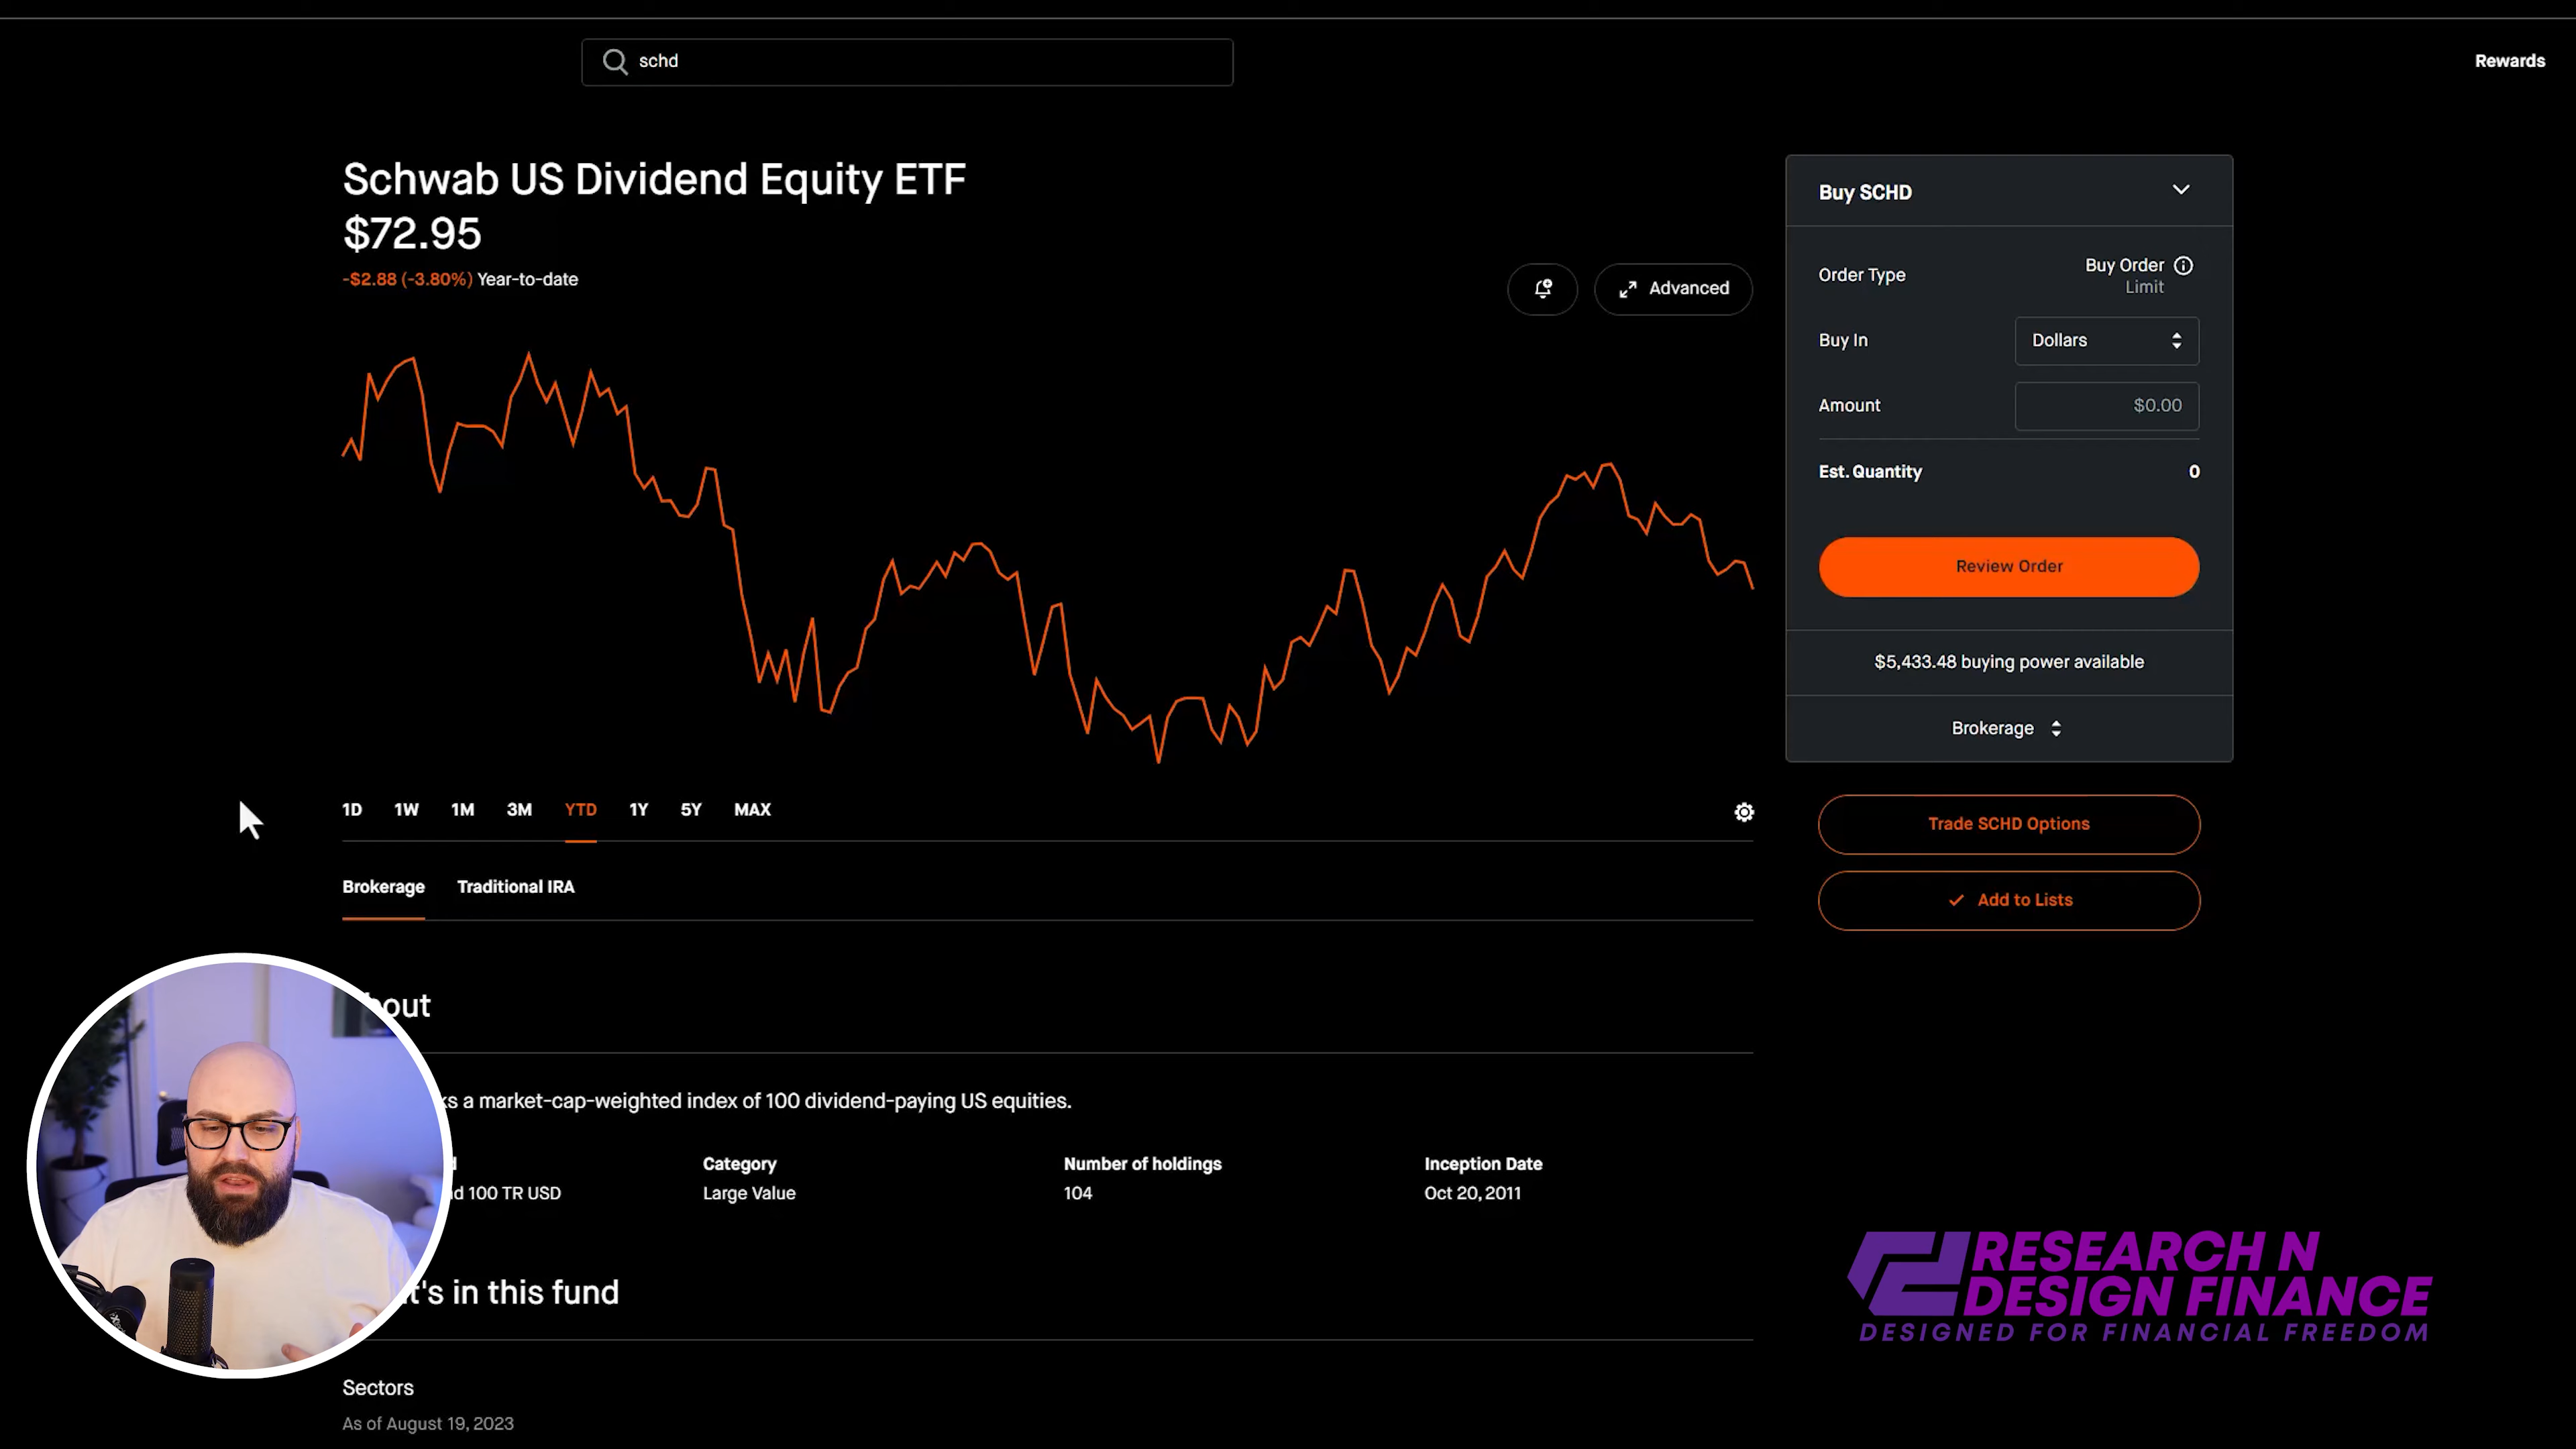 schd
Rewards
Schwab US Dividend Equity ETF
$72.95
-$2.88 (-3.80%) Year-to-date
Advanced
Buy SCHD
Order Type
Buy Order
Limit
Buy In
Dollars
Amount
$0.00
Est. Quantity
0
Review Order
$5,433.48 buying power available
Brokerage
Trade SCHD Options
Add to Lists
1D 1W 1M 3M YTD 1Y 5Y MAX
Brokerage Traditional IRA
bout
ks a market-cap-weighted index of 100 dividend-paying US equities.
Category
Number of holdings
Inception Date
d 100 TR USD
Large Value
104
Oct 20, 2011
t's in this fund
Sectors
As of August 19, 2023
RESEARCH N
DESIGN FINANCE
DESIGNED FOR FINANCIAL FREEDOM